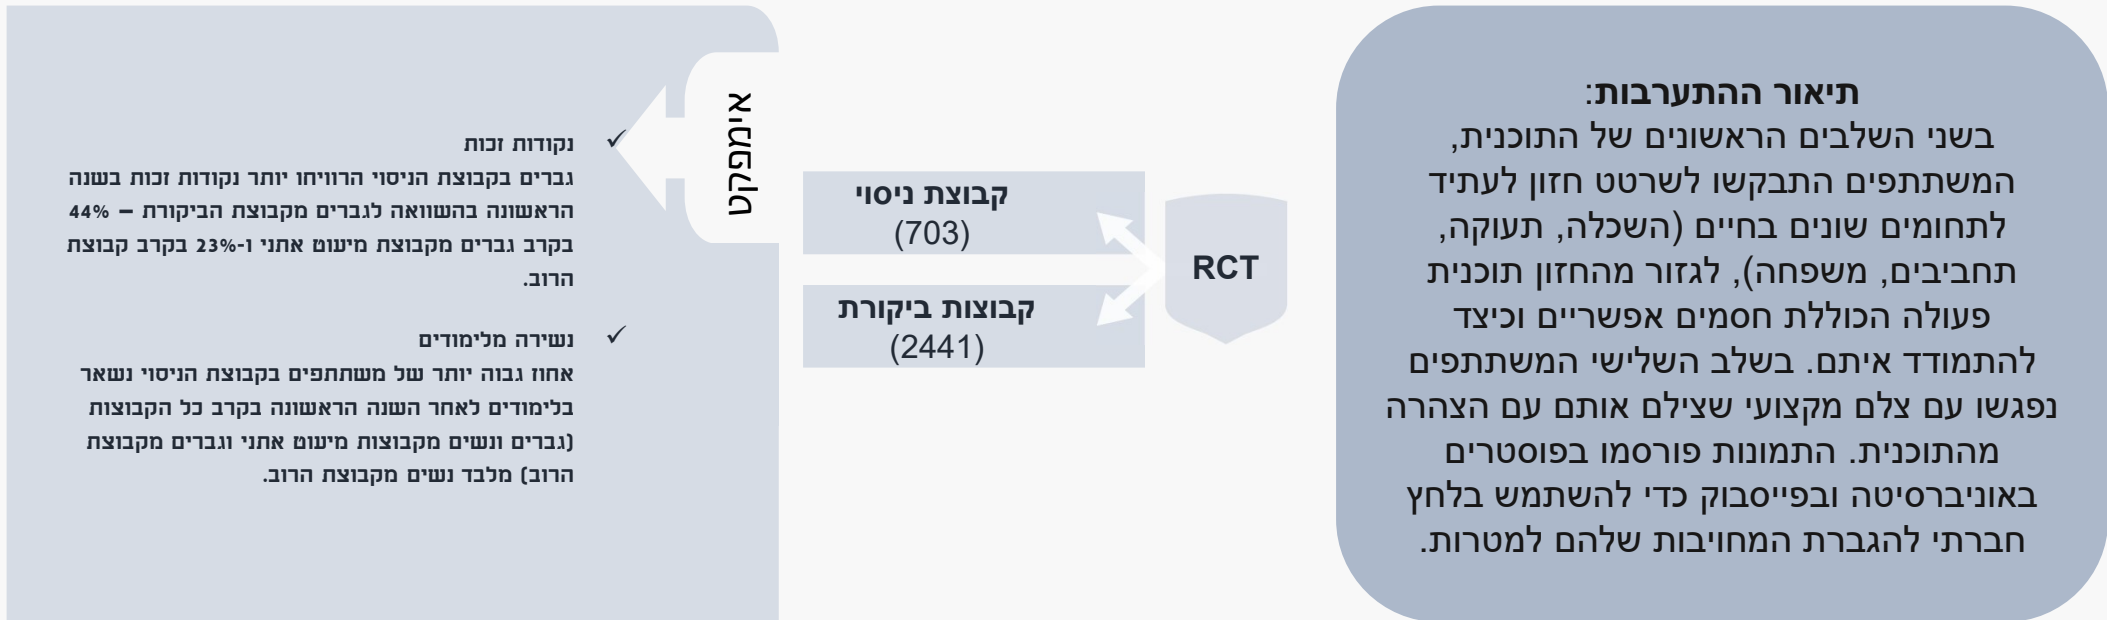 תיאור ההתערבות:
בשני השלבים הראשונים של התוכנית,
המשתתפים התבקשו לשרטט חזון לעתיד
לתחומים שונים בחיים (השכלה, תעוקה,
תחביבים, משפחה), לגזור מהחזון תוכנית
פעולה הכוללת חסמים אפשריים וכיצד
להתמודד איתם. בשלב השלישי המשתתפים
נפגשו עם צלם מקצועי שצילם אותם עם הצהרה
מהתוכנית. התמונות פורסמו בפוסטרים
באוניברסיטה ובפייסבוק כדי להשתמש בלחץ
חברתי להגברת המחויבות שלהם למטרות.
RCT
קבוצת ניסוי
(703)
קבוצות ביקורת
(2441)
אימפקט
✓ נקודות זכות
גברים בקבוצת הניסוי הרוויחו יותר נקודות זכות בשנה
הראשונה בהשוואה לגברים מקבוצת הביקורת – 44%
בקרב גברים מקבוצת מיעוט אתני ו-23% בקרב קבוצת
הרוב.
✓ נשירה מלימודים
אחוז גבוה יותר של משתתפים בקבוצת הניסוי נשאר
בלימודים לאחר השנה הראשונה בקרב כל הקבוצות
(גברים ונשים מקבוצות מיעוט אתני וגברים מקבוצת
הרוב) מלבד נשים מקבוצת הרוב.